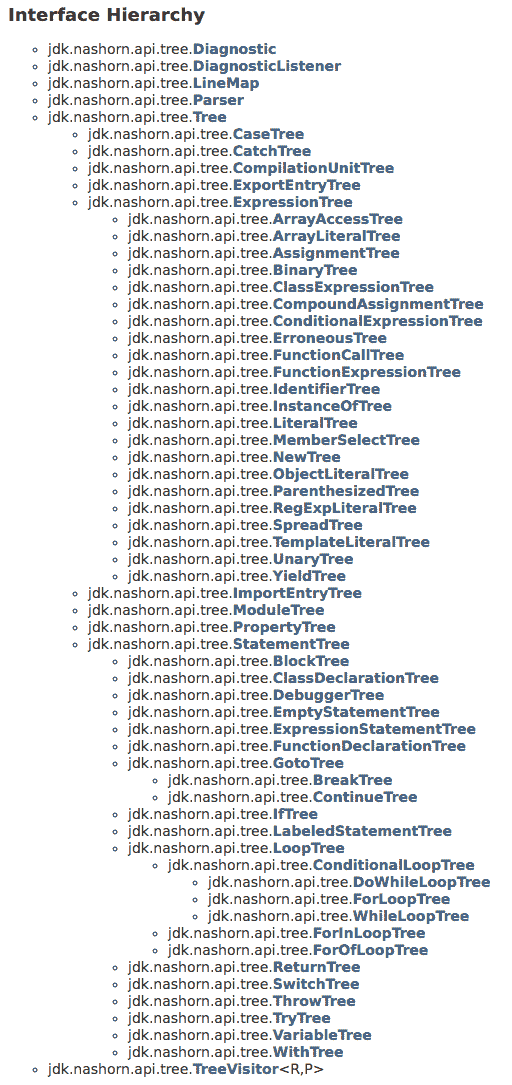 Interface Hierarchy
jdk.nashorn.api.tree.Diagnostic
jdk.nashorn.api.tree.DiagnosticListener
jdk.nashorn.api.tree.LineMap
jdk.nashorn.api.tree.Parser
jdk.nashorn.api.tree.Tree
jdk.nashorn.api.tree.CaseTree
jdk.nashorn.api.tree.CatchTree
jdk.nashorn.api.tree.CompilationUnitTree
jdk.nashorn.api.tree.ExportEntryTree
jdk.nashorn.api.tree.ExpressionTree
jdk.nashorn.api.tree.ArrayAccessTree
jdk.nashorn.api.tree.ArrayLiteralTree
jdk.nashorn.api.tree.AssignmentTree
jdk.nashorn.api.tree.BinaryTree
jdk.nashorn.api.tree.ClassExpressionTree
jdk.nashorn.api.tree.CompoundAssignmentTree
jdk.nashorn.api.tree.ConditionalExpressionTree
jdk.nashorn.api.tree.ErroneousTree
jdk.nashorn.api.tree.FunctionCallTree
jdk.nashorn.api.tree.FunctionExpressionTree
jdk.nashorn.api.tree.IdentifierTree
jdk.nashorn.api.tree.InstanceOfTree
jdk.nashorn.api.tree.LiteralTree
jdk.nashorn.api.tree.MemberSelectTree
jdk.nashorn.api.tree.NewTree
jdk.nashorn.api.tree.ObjectLiteralTree
jdk.nashorn.api.tree.ParenthesizedTree
jdk.nashorn.api.tree.RegExpLiteralTree
jdk.nashorn.api.tree.SpreadTree
jdk.nashorn.api.tree.TemplateLiteralTree
jdk.nashorn.api.tree.UnaryTree
jdk.nashorn.api.tree.YieldTree
jdk.nashorn.api.tree.ImportEntryTree
jdk.nashorn.api.tree.ModuleTree
jdk.nashorn.api.tree.PropertyTree
jdk.nashorn.api.tree.StatementTree
jdk.nashorn.api.tree.BlockTree
jdk.nashorn.api.tree.ClassDeclarationTree
jdk.nashorn.api.tree.DebuggerTree
jdk.nashorn.api.tree.EmptyStatementTree
jdk.nashorn.api.tree.ExpressionStatementTree
jdk.nashorn.api.tree.FunctionDeclarationTree
jdk.nashorn.api.tree.GotoTree
jdk.nashorn.api.tree.BreakTree
jdk.nashorn.api.tree.ContinueTree
jdk.nashorn.api.tree.IfTree
jdk.nashorn.api.tree.LabeledStatementTree
jdk.nashorn.api.tree.LoopTree
jdk.nashorn.api.tree.ConditionalLoopTree
jdk.nashorn.api.tree.DoWhileLoopTree
jdk.nashorn.api.tree.ForLoopTree
jdk.nashorn.api.tree.WhileLoopTree
jdk.nashorn.api.tree.ForInLoopTree
jdk.nashorn.api.tree.ForOfLoopTree
jdk.nashorn.api.tree.ReturnTree
jdk.nashorn.api.tree.SwitchTree
jdk.nashorn.api.tree.ThrowTree
jdk.nashorn.api.tree.TryTree
jdk.nashorn.api.tree.VariableTree
jdk.nashorn.api.tree.WithTree
jdk.nashorn.api.tree.TreeVisitor<R,P>